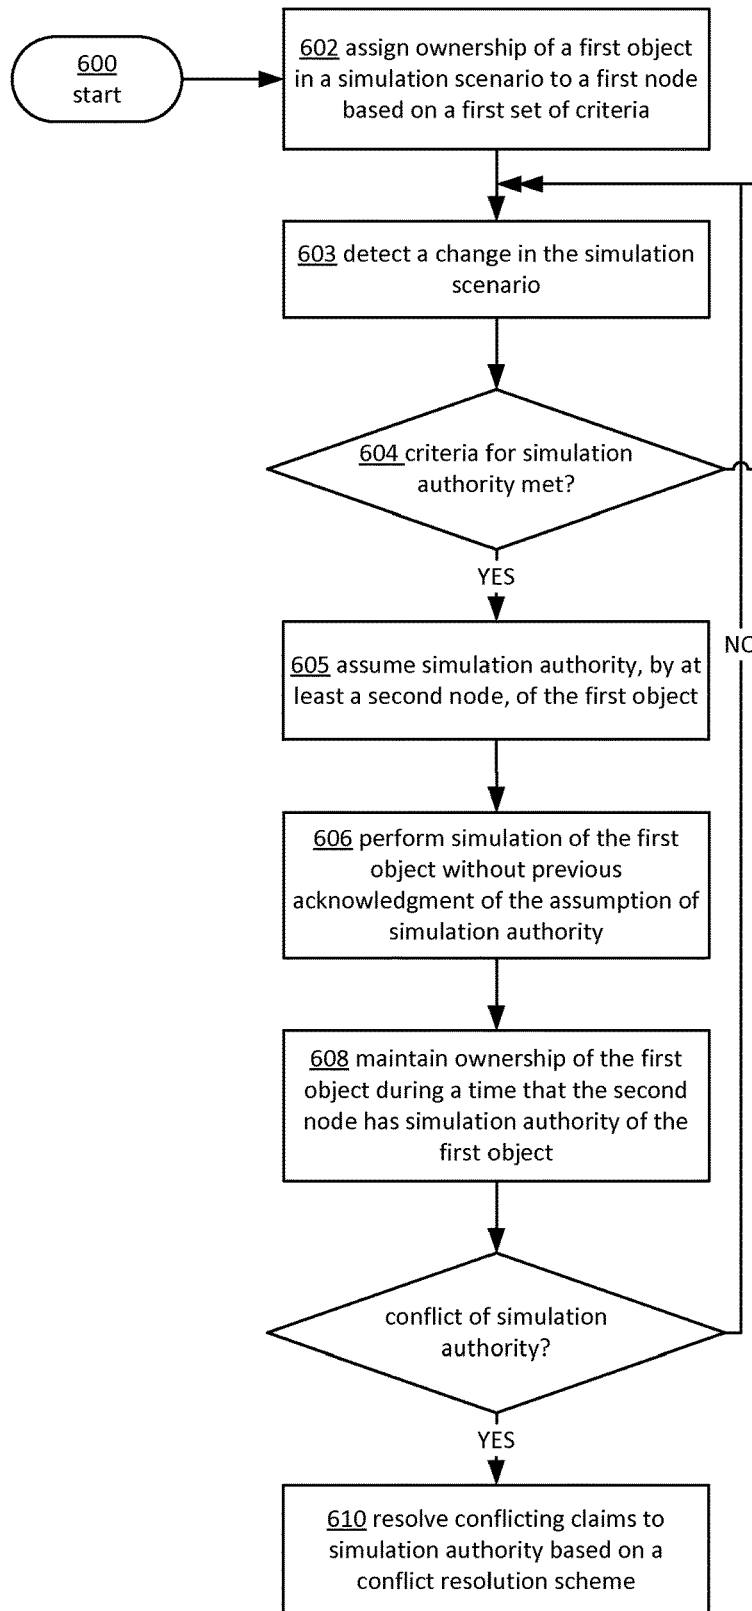 600
start
602 assign ownership of a first object
in a simulation scenario to a first node
based on a first set of criteria
603 detect a change in the simulation
scenario
604 criteria for simulation
authority met?
YES
NO
605 assume simulation authority, by at
least a second node, of the first object
606 perform simulation of the first
object without previous
acknowledgment of the assumption of
simulation authority
608 maintain ownership of the first
object during a time that the second
node has simulation authority of the
first object
conflict of simulation
authority?
YES
610 resolve conflicting claims to
simulation authority based on a
conflict resolution scheme